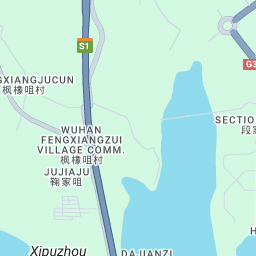 S1
G3
GXIANGJUCUN
枫橡咀村
SECTIO
段家
WUHAN
FENGXIANGZUI
VILLAGE COMM.
枫橡咀村
JUJIAJU
鞠家咀
Xipuzhou
DAJIANZI
H